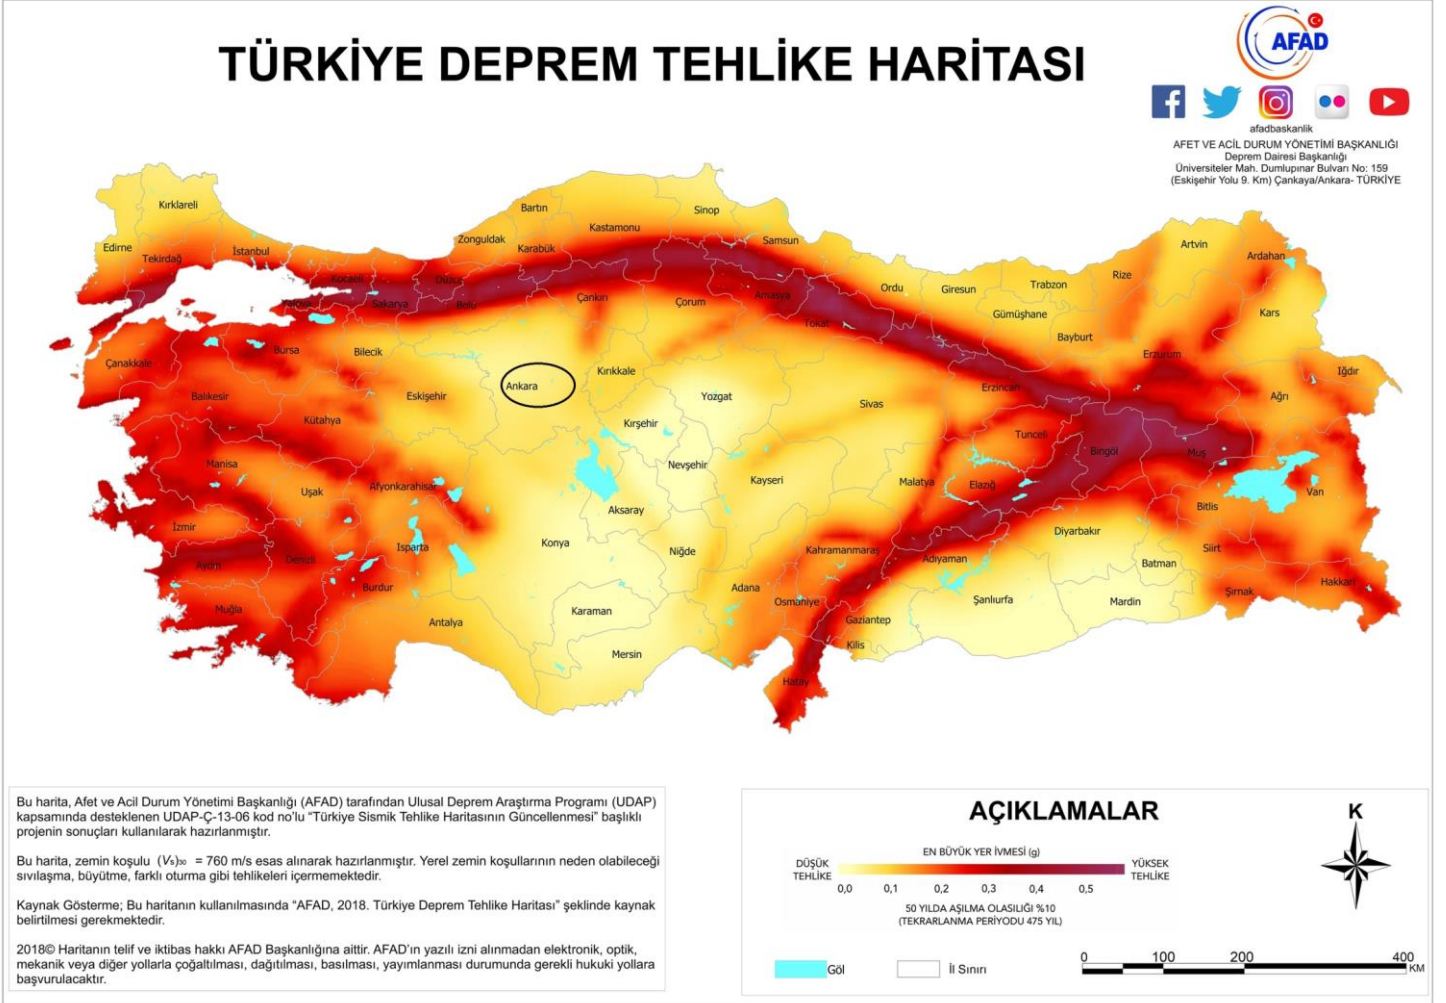 TÜRKİYE DEPREM TEHLİKE HARİTASI
AFAD
afadbaskanlik
AFET VE ACİL DURUM YÖNETİMİ BAŞKANLIĞI
Deprem Dairesi Başkanlığı
Üniversiteler Mah. Dumlupınar Bulvarı No: 159
(Eskişehir Yolu 9. Km) Çankaya/Ankara- TÜRKİYE
Kırklareli
Edirne
Tekirdağ
İstanbul
Kocaeli
Yalova
Sakarya
Düzce
Bolu
Zonguldak
Bartın
Karabük
Kastamonu
Sinop
Samsun
Çankırı
Çorum
Amasya
Tokat
Ordu
Giresun
Trabzon
Gümüşhane
Rize
Bayburt
Artvin
Ardahan
Kars
Erzurum
Iğdır
Ağrı
Çanakkale
Bursa
Bilecik
Balıkesir
Kütahya
Eskişehir
Ankara
Kırıkkale
Kırşehir
Yozgat
Sivas
Erzincan
Tunceli
Bingöl
Muş
Manisa
Uşak
Afyonkarahisar
Nevşehir
Kayseri
Malatya
Elazığ
Van
Bitlis
İzmir
Aydın
Denizli
Isparta
Burdur
Konya
Aksaray
Niğde
Kahramanmaraş
Adıyaman
Diyarbakır
Siirt
Batman
Hakkari
Şırnak
Mardin
Şanlıurfa
Muğla
Antalya
Karaman
Mersin
Adana
Osmaniye
Gaziantep
Kilis
Hatay
Bu harita, Afet ve Acil Durum Yönetimi Başkanlığı (AFAD) tarafından Ulusal Deprem Araştırma Programı (UDAP)
kapsamında desteklenen UDAP-Ç-13-06 kod no'lu “Türkiye Sismik Tehlike Haritasının Güncellenmesi” başlıklı
projenin sonuçları kullanılarak hazırlanmıştır.
Bu harita, zemin koşulu (Vs)30 = 760 m/s esas alınarak hazırlanmıştır. Yerel zemin koşullarının neden olabileceği
sıvılaşma, büyütme, farklı oturma gibi tehlikeleri içermemektedir.
Kaynak Gösterme; Bu haritanın kullanılmasında “AFAD, 2018. Türkiye Deprem Tehlike Haritası” şeklinde kaynak
belirtilmesi gerekmektedir.
2018© Haritanın telif ve iktibas hakkı AFAD Başkanlığına aittir. AFAD'ın yazılı izni alınmadan elektronik, optik,
mekanik veya diğer yollarla çoğaltılması, dağıtılması, basılması, yayımlanması durumunda gerekli hukuki yollara
başvurulacaktır.
AÇIKLAMALAR
EN BÜYÜK YER İVMESİ (g)
DÜŞÜK
TEHLİKE
YÜKSEK
TEHLİKE
0,0 0,1 0,2 0,3 0,4 0,5
50 YILDA AŞILMA OLASILIĞI %10
(TEKRARLANMA PERİYODU 475 YIL)
Göl
İl Sınırı
K
0 100 200 400
KM